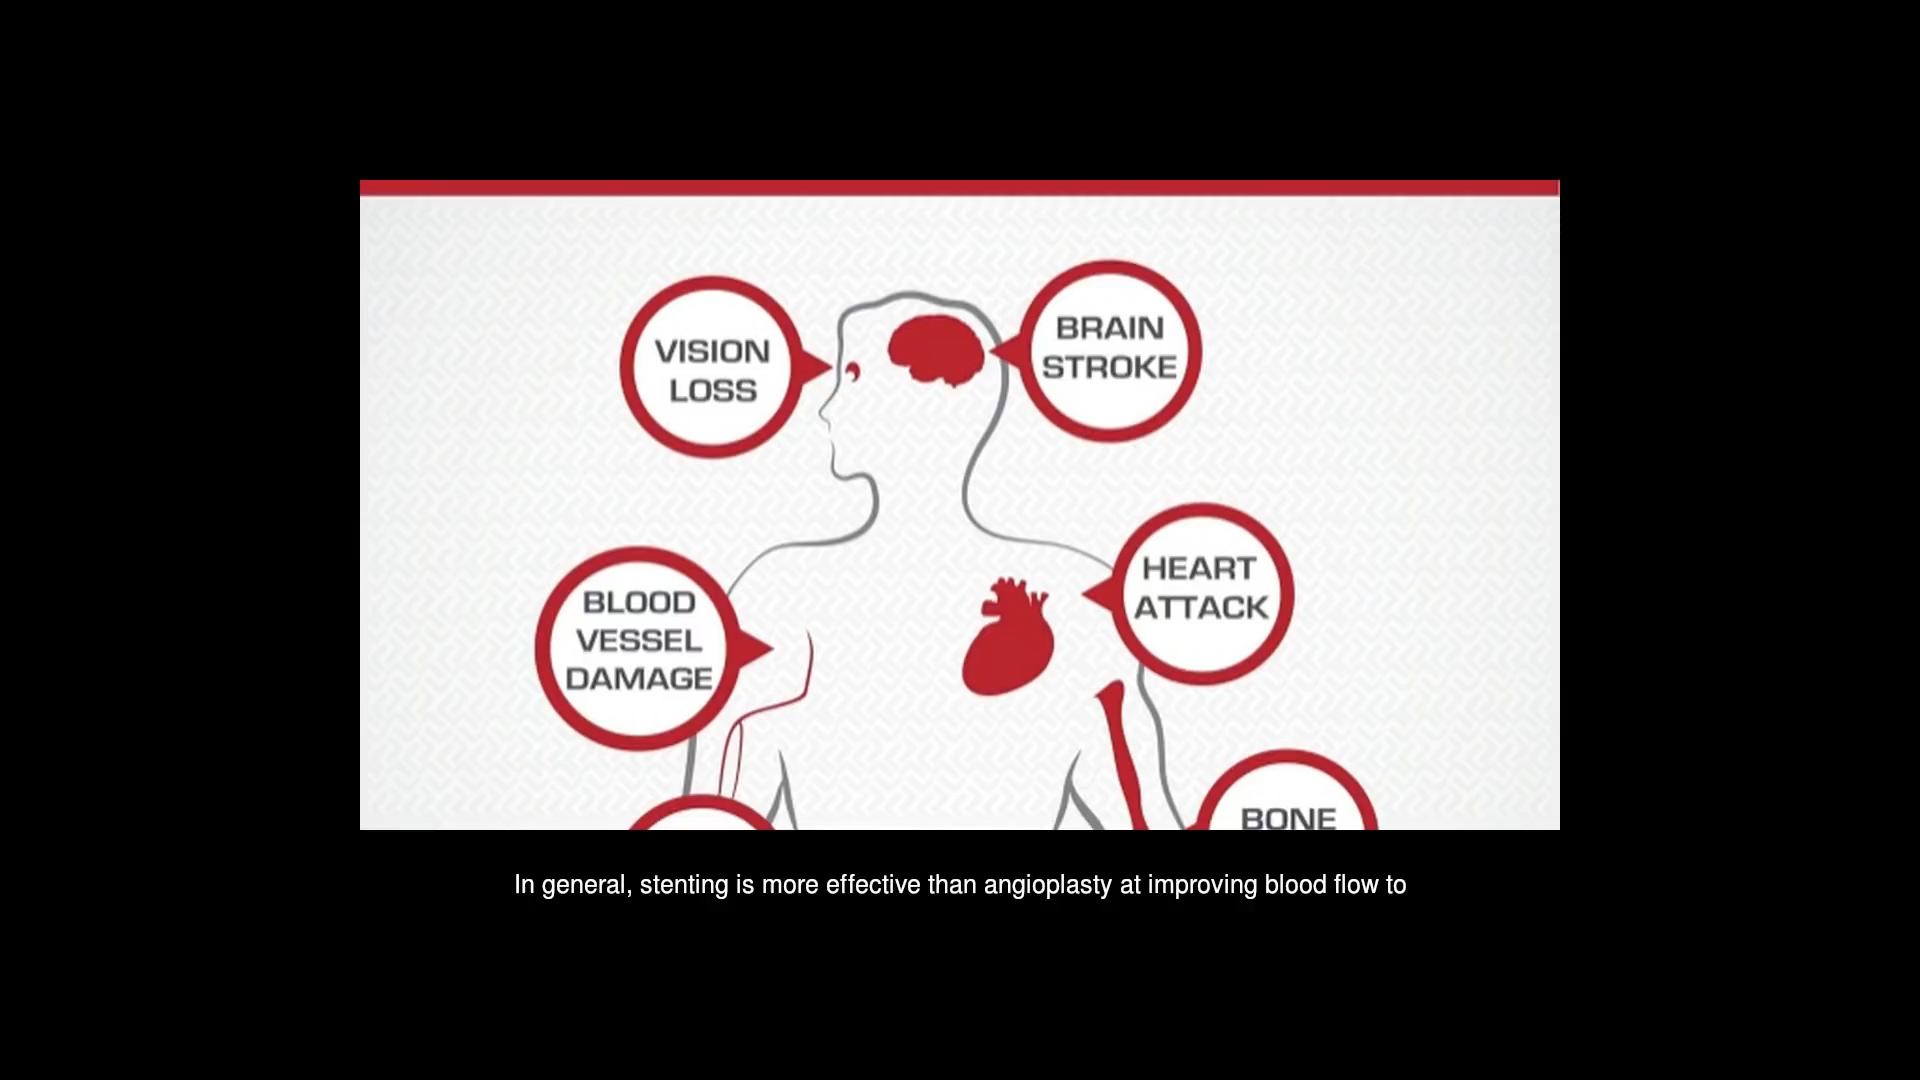 VISION
LOSS
BRAIN
STROKE
HEART
ATTACK
BLOOD
VESSEL
DAMAGE
BONE
In general, stenting is more effective than angioplasty at improving blood flow to